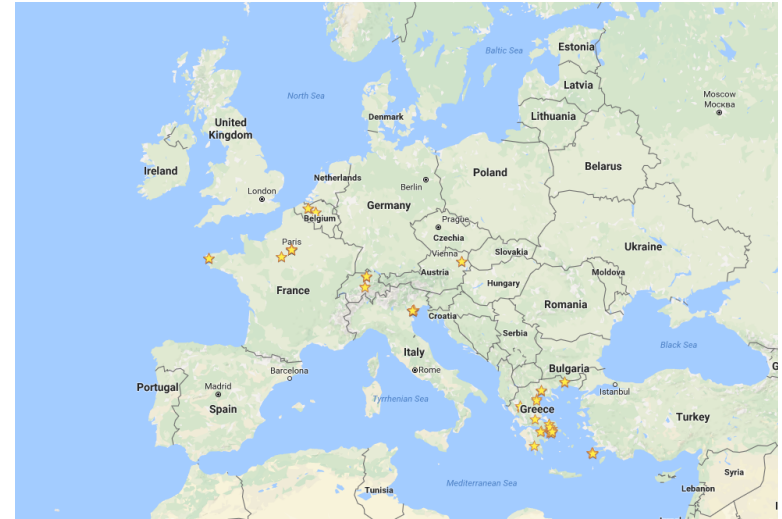 Baltic Sea
Estonia
Latvia
Moscow
Москва
North Sea
Lithuania
Denmark
United
Kingdom
Ireland
Belarus
Poland
Netherlands
London
Berlin
Germany
Belgium
Prague
Czechia
Paris
Ukraine
Vienna
Slovakia
Austria
Moldova
Hungary
France
Romania
Croatia
Serbia
Black Sea
Italy
Bulgaria
Rome
Barcelona
Portugal
Madrid
Istanbul
Tyrrhenian Sea
Spain
Greece
Turkey
Syria
Mediterranean Sea
Tunisia
Lebanon